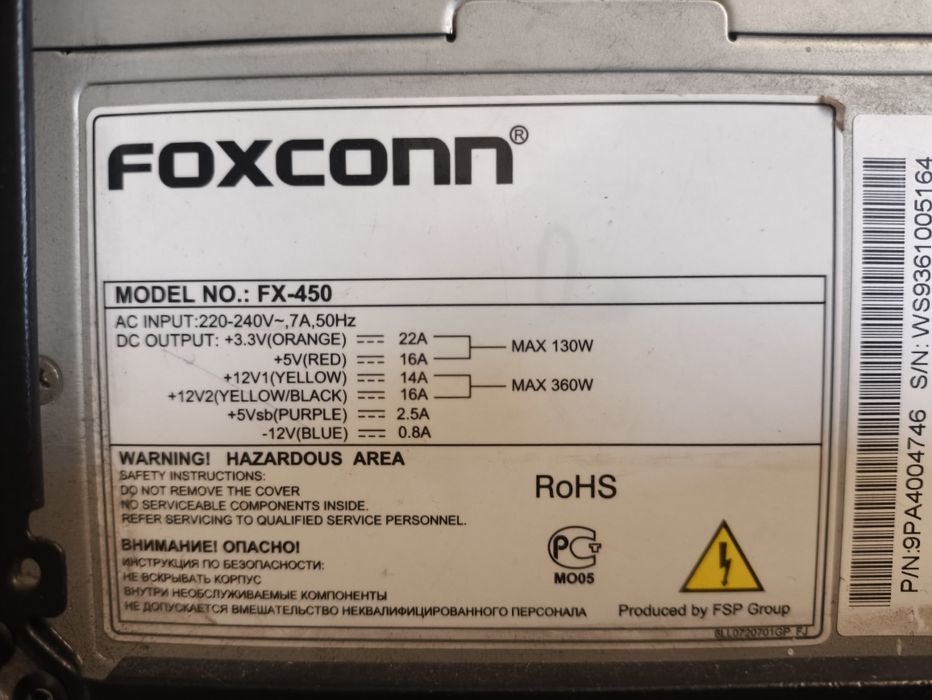 FOXCONN®
MODEL NO.: FX-450
AC INPUT:220-240V~,7A,50Hz
DC OUTPUT: +3.3V(ORANGE) 22A
+5V(RED) 16A
MAX 130W
+12V1(YELLOW) 14A
+12V2(YELLOW/BLACK) 16A
MAX 360W
+5Vsb(PURPLE) 2.5A
-12V(BLUE) 0.8A
WARNING! HAZARDOUS AREA
SAFETY INSTRUCTIONS:
DO NOT REMOVE THE COVER
NO SERVICEABLE COMPONENTS INSIDE.
REFER SERVICING TO QUALIFIED SERVICE PERSONNEL.
RoHS
ВНИМАНИЕ! ОПАСНО!
ИНСТРУКЦИЯ ПО БЕЗОПАСНОСТИ:
НЕ ВСКРЫВАТЬ КОРПУС
ВНУТРИ НЕОБСЛУЖИВАЕМЫЕ КОМПОНЕНТЫ
НЕ ДОПУСКАЕТСЯ ВМЕШАТЕЛЬСТВО НЕКВАЛИФИЦИРОВАННОГО ПЕРСОНАЛА
РСТ
МО05
Produced by FSP Group
6LL0720701GP FJ
P/N:9PA4004746 S/N:WS9361005164